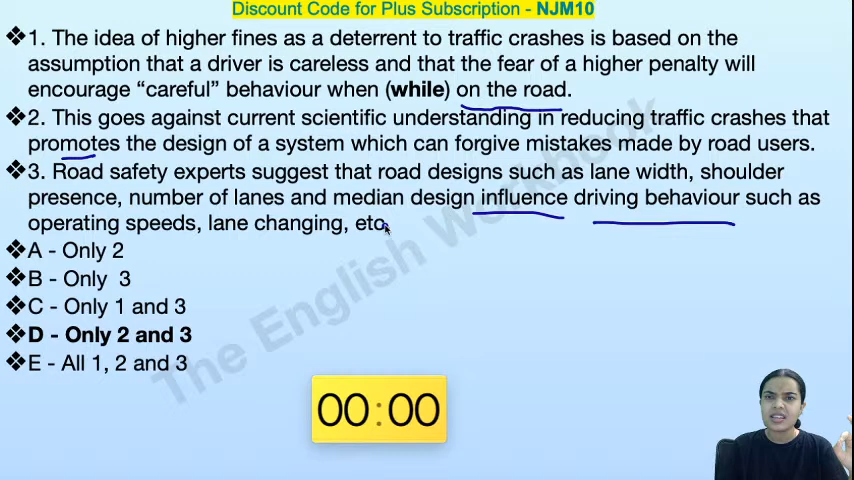 Discount Code for Plus Subscription - NJM10
❖1. The idea of higher fines as a deterrent to traffic crashes is based on the
assumption that a driver is careless and that the fear of a higher penalty will
encourage “careful” behaviour when (while) on the road.
❖2. This goes against current scientific understanding in reducing traffic crashes that
promotes the design of a system which can forgive mistakes made by road users.
❖3. Road safety experts suggest that road designs such as lane width, shoulder
presence, number of lanes and median design influence driving behaviour such as
operating speeds, lane changing, etc.
❖A - Only 2
❖B - Only 3
❖C - Only 1 and 3
❖D - Only 2 and 3
❖E - All 1, 2 and 3
The English Workbook
00:00